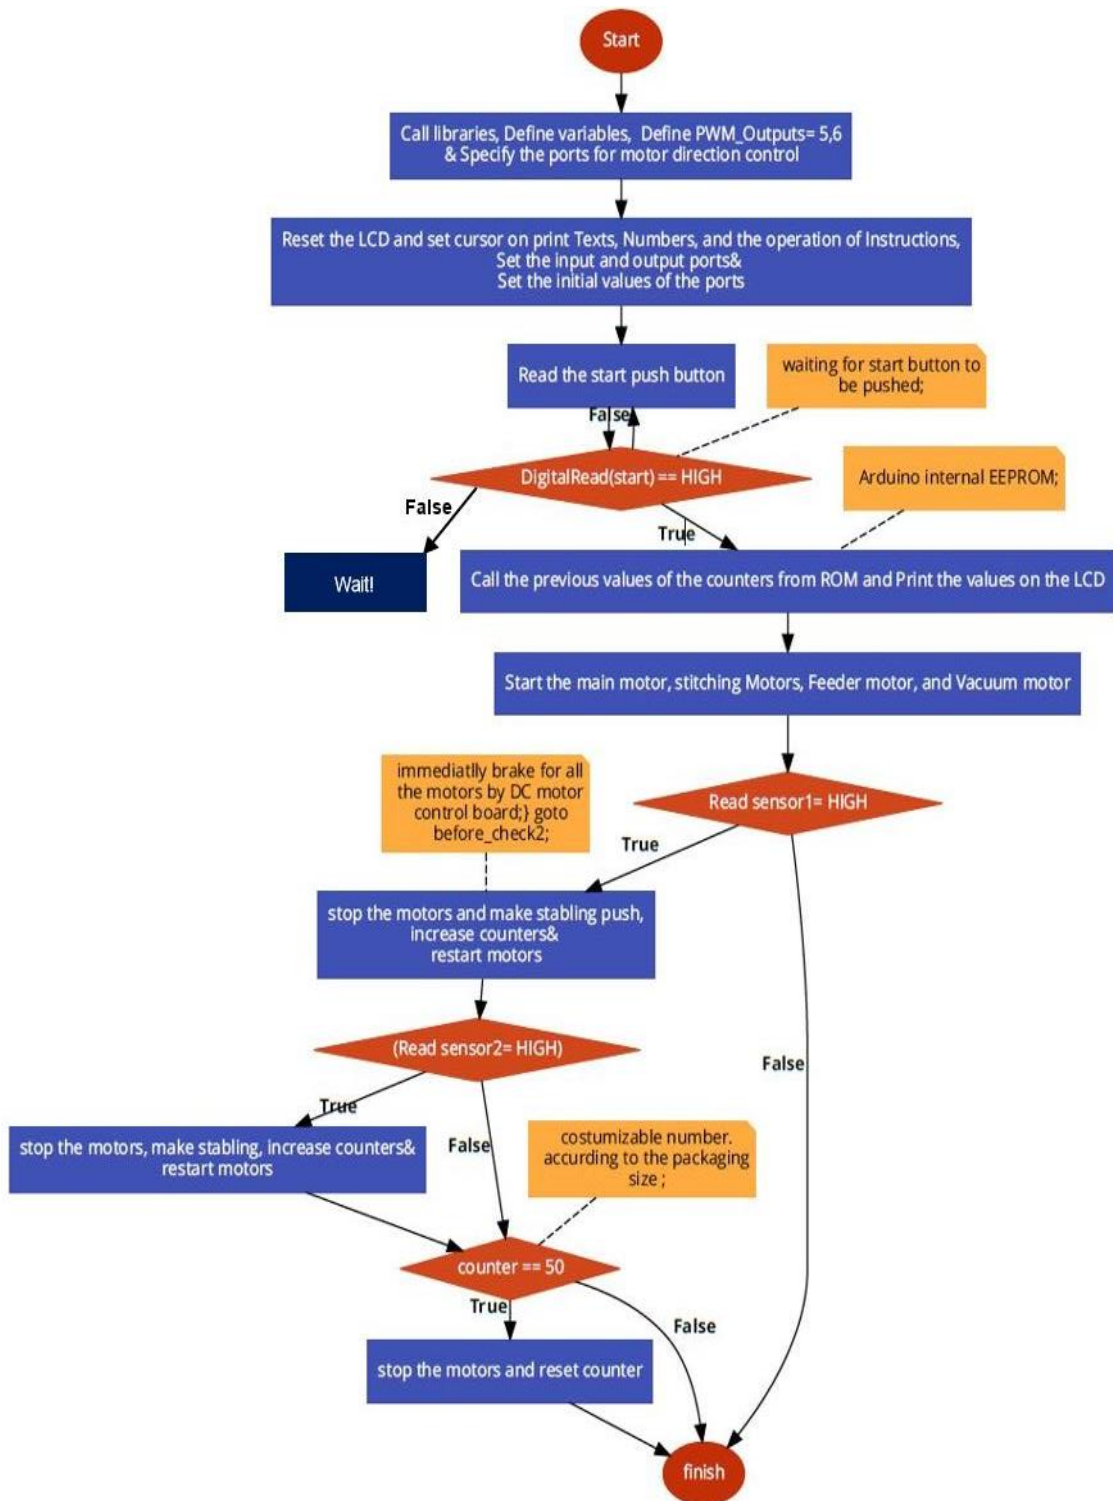 Start
Call libraries, Define variables,  Define PWM_Outputs= 5,6
& Specify the ports for motor direction control
Reset the LCD and set cursor on print Texts, Numbers, and the operation of Instructions,
Set the input and output ports&
Set the initial values of the ports
Read the start push button
waiting for start button to
be pushed;
False
DigitalRead(start) == HIGH
Arduino internal EEPROM;
False
True
Wait!
Call the previous values of the counters from ROM and Print the values on the LCD
Start the main motor, stitching Motors, Feeder motor, and Vacuum motor
immediatlly brake for all
the motors by DC motor
control board;} goto
before_check2;
Read sensor1= HIGH
True
stop the motors and make stabling push,
increase counters&
restart motors
(Read sensor2= HIGH)
False
True
stop the motors, make stabling, increase counters&
restart motors
False
costumizable number.
accurding to the packaging
size ;
counter == 50
True
False
stop the motors and reset counter
finish